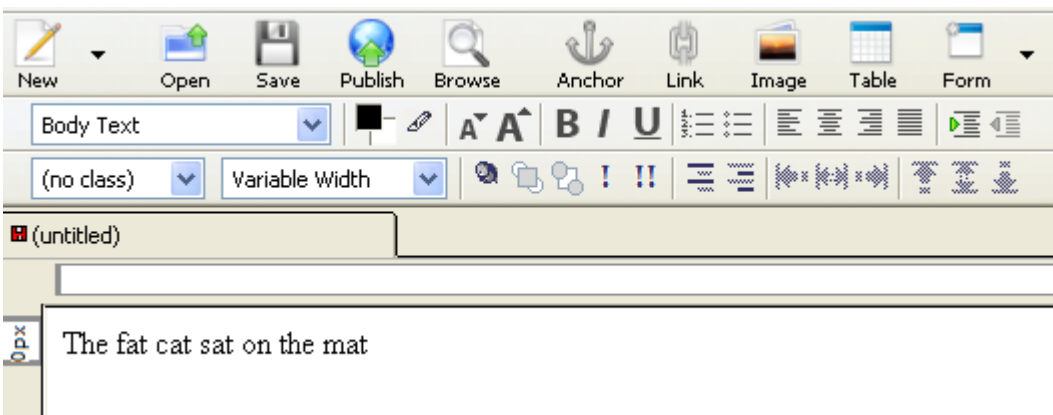 New Open Save Publish Browse Anchor Link Image Table Form
Body Text A A B I U
(no class) Variable Width ! !!
(untitled)
0px
The fat cat sat on the mat